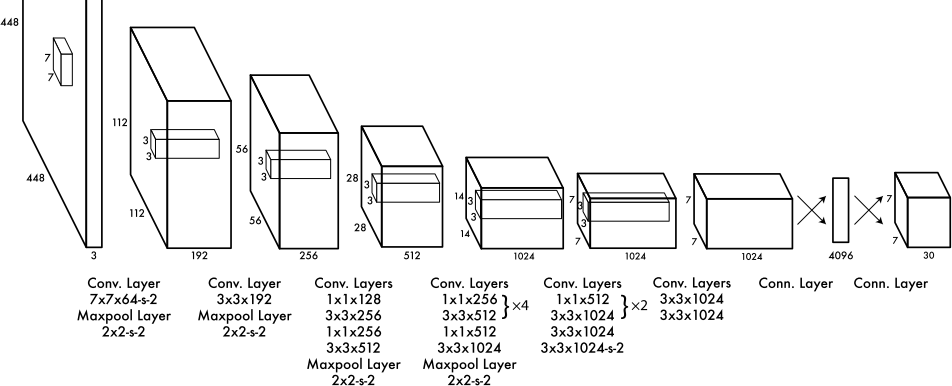 448
7
7
448
3
112
3
3
112
192
56
3
3
56
256
28
3
3
28
512
14
3
3
14
1024
7
3
3
7
1024
7
7
1024
4096
7
7
30
Conv. Layer
7x7x64-s-2
Maxpool Layer
2x2-s-2
Conv. Layer
3x3x192
Maxpool Layer
2x2-s-2
Conv. Layers
1x1x128
3x3x256
1x1x256
3x3x512
Maxpool Layer
2x2-s-2
Conv. Layers
1x1x256
3x3x512
}×4
1x1x512
3x3x1024
Maxpool Layer
2x2-s-2
Conv. Layers
1x1x512
3x3x1024
}×2
3x3x1024
3x3x1024-s-2
Conv. Layers
3x3x1024
3x3x1024
Conn. Layer
Conn. Layer